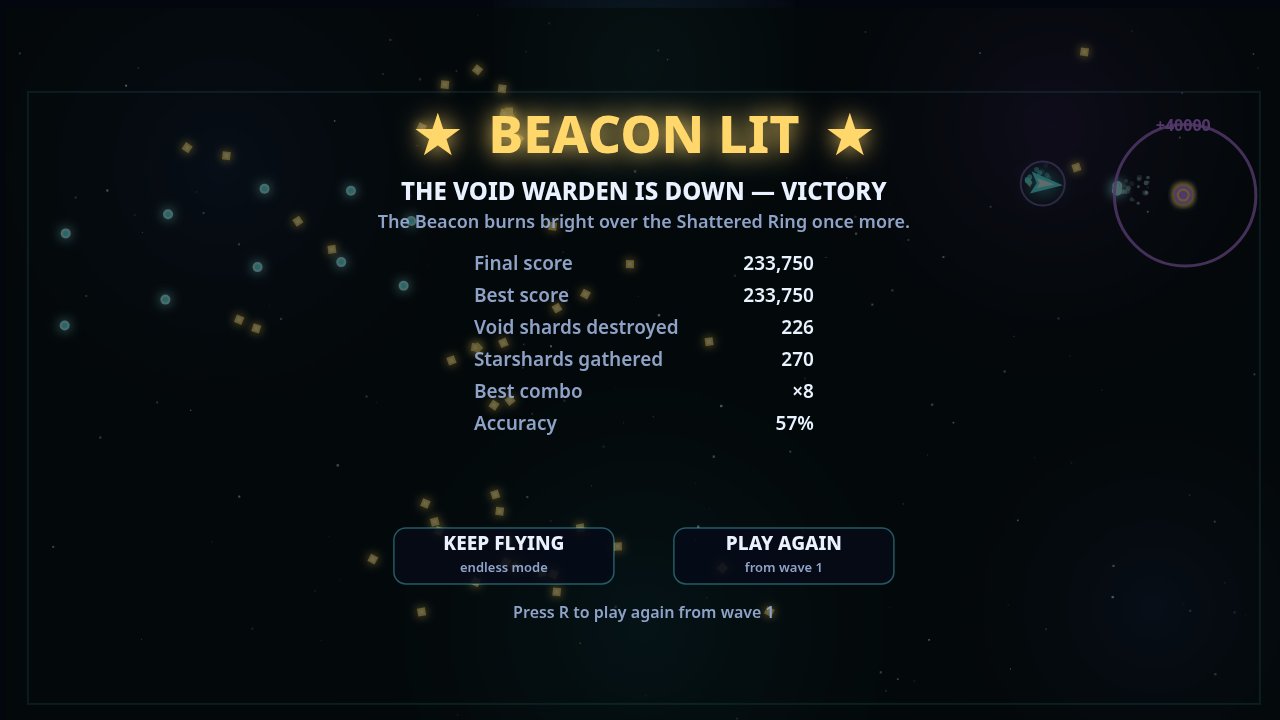 ★ BEACON LIT ★
+40000
THE VOID WARDEN IS DOWN — VICTORY
The Beacon burns bright over the Shattered Ring once more.
Final score 233,750
Best score 233,750
Void shards destroyed 226
Starshards gathered 270
Best combo ×8
Accuracy 57%
KEEP FLYING
endless mode
PLAY AGAIN
from wave 1
Press R to play again from wave 1